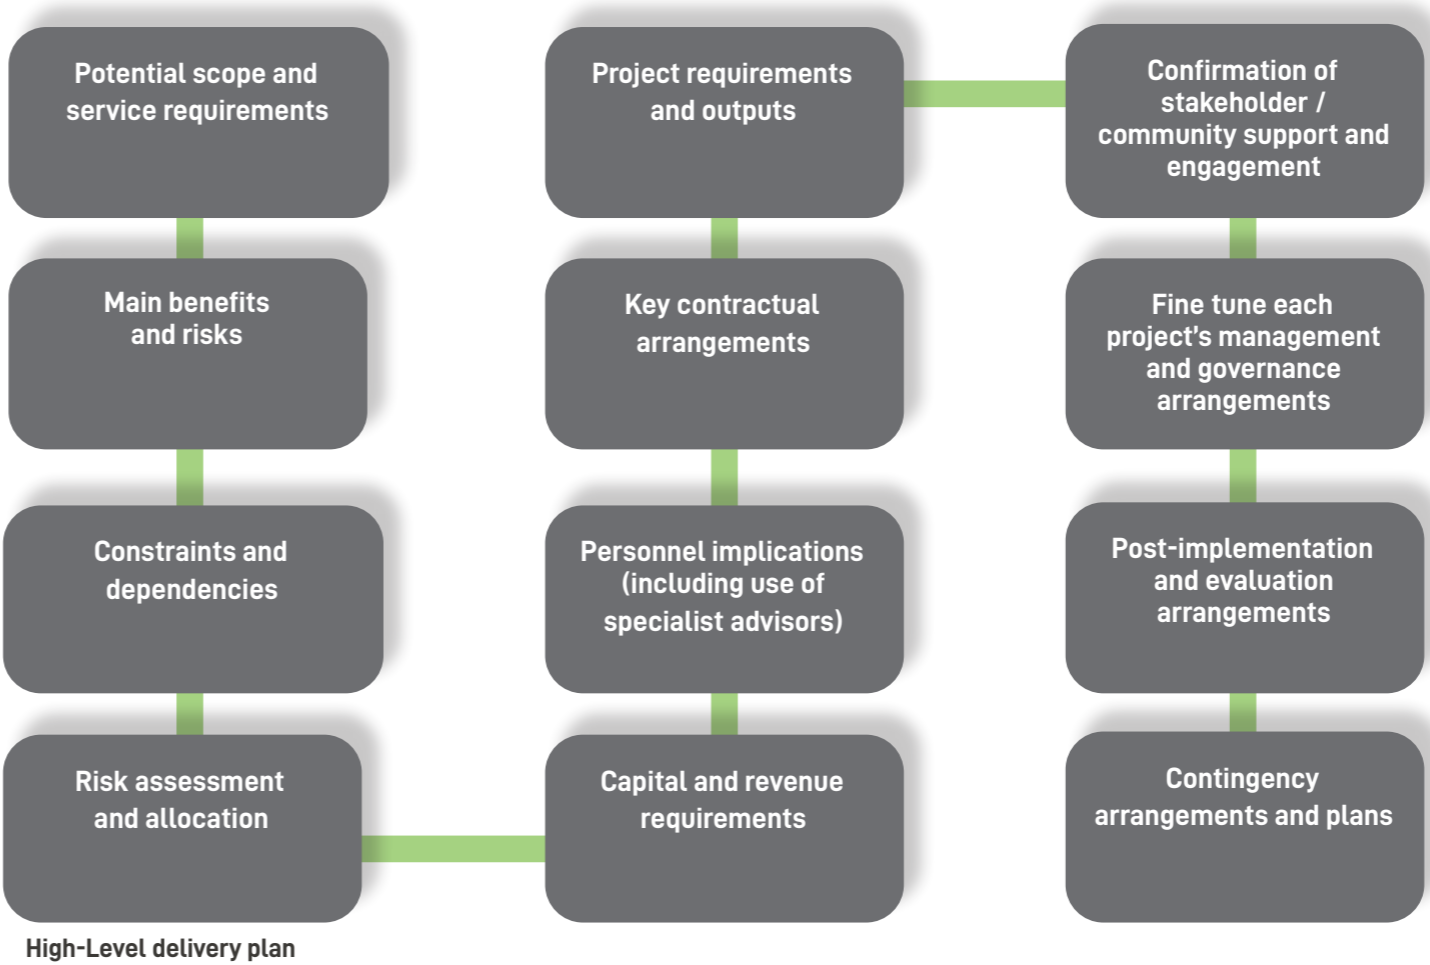 Potential scope and
service requirements
Main benefits
and risks
Constraints and
dependencies
Risk assessment
and allocation
Capital and revenue
requirements
Personnel implications
(including use of
specialist advisors)
Key contractual
arrangements
Project requirements
and outputs
Confirmation of
stakeholder /
community support and
engagement
Fine tune each
project's management
and governance
arrangements
Post-implementation
and evaluation
arrangements
Contingency
arrangements and plans
High-Level delivery plan